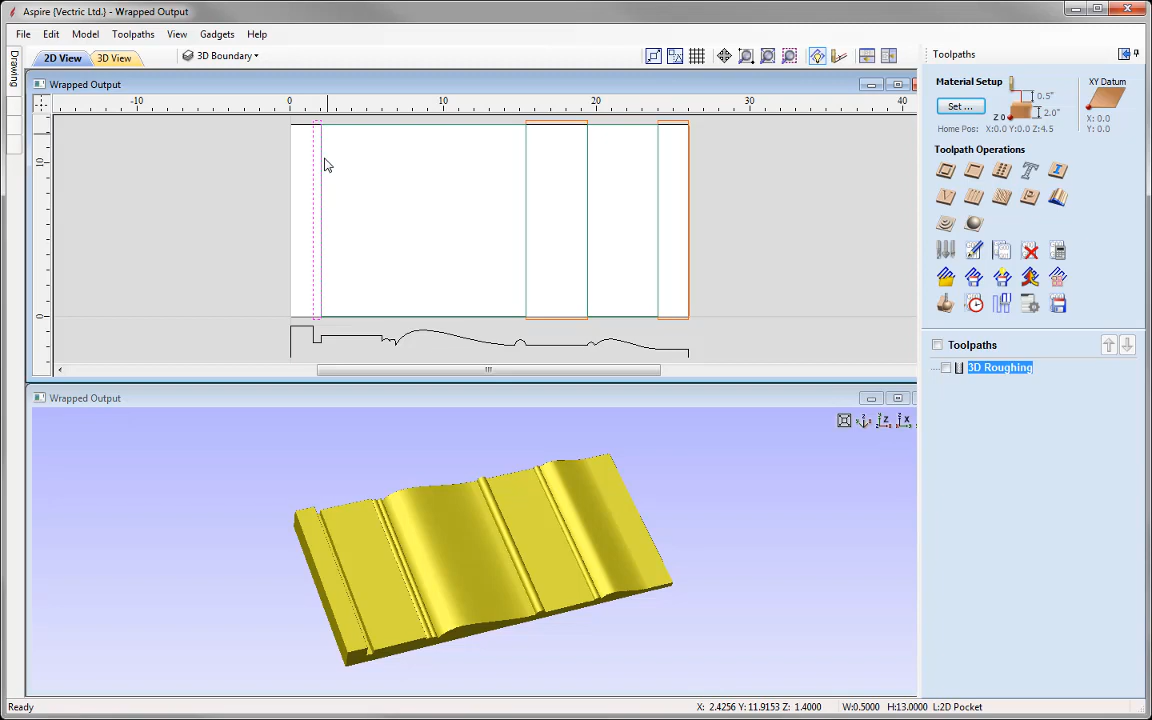 Aspire {Vectric Ltd.} - Wrapped Output
File Edit Model Toolpaths View Gadgets Help
Drawing
2D View 3D View 3D Boundary
Wrapped Output
-10 0 10 20 30 40
10
0
Wrapped Output
Toolpaths
Material Setup
Set ...
0.5"
2.0"
Z 0
Home Pos: X:0.0 Y:0.0 Z:4.5
XY Datum
X: 0.0
Y: 0.0
Toolpath Operations
Toolpaths
3D Roughing
Ready
X: 2.4256 Y: 11.9153 Z: 1.4000 W:0.5000 H:13.0000 L:2D Pocket